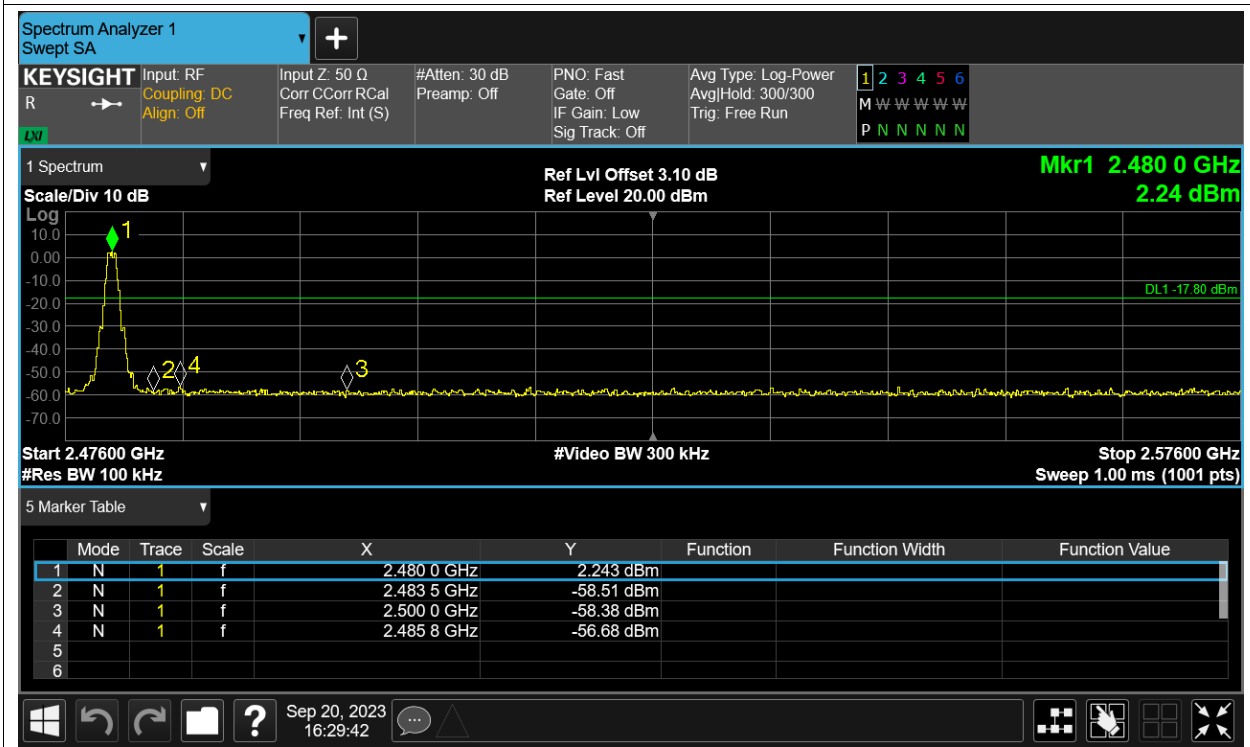 Spectrum Analyzer 1
Swept SA
KEYSIGHT
R
LXI
Input: RF
Coupling: DC
Align: Off
Input Z: 50 Ω
Corr CCorr RCal
Freq Ref: Int (S)
#Atten: 30 dB
Preamp: Off
PNO: Fast
Gate: Off
IF Gain: Low
Sig Track: Off
Avg Type: Log-Power
Avg|Hold: 300/300
Trig: Free Run
1 2 3 4 5 6
M W W W W W
P N N N N N
1 Spectrum
Scale/Div 10 dB
Ref Lvl Offset 3.10 dB
Ref Level 20.00 dBm
Mkr1 2.480 0 GHz
2.24 dBm
Log
10.0
0.00
-10.0
-20.0
-30.0
-40.0
-50.0
-60.0
-70.0
1
2
4
3
DL1 -17.80 dBm
Start 2.47600 GHz
#Res BW 100 kHz
#Video BW 300 kHz
Stop 2.57600 GHz
Sweep 1.00 ms (1001 pts)
5 Marker Table
Mode Trace Scale X Y Function Function Width Function Value
1 N 1 f 2.480 0 GHz 2.243 dBm
2 N 1 f 2.483 5 GHz -58.51 dBm
3 N 1 f 2.500 0 GHz -58.38 dBm
4 N 1 f 2.485 8 GHz -56.68 dBm
5
6
?
Sep 20, 2023
16:29:42